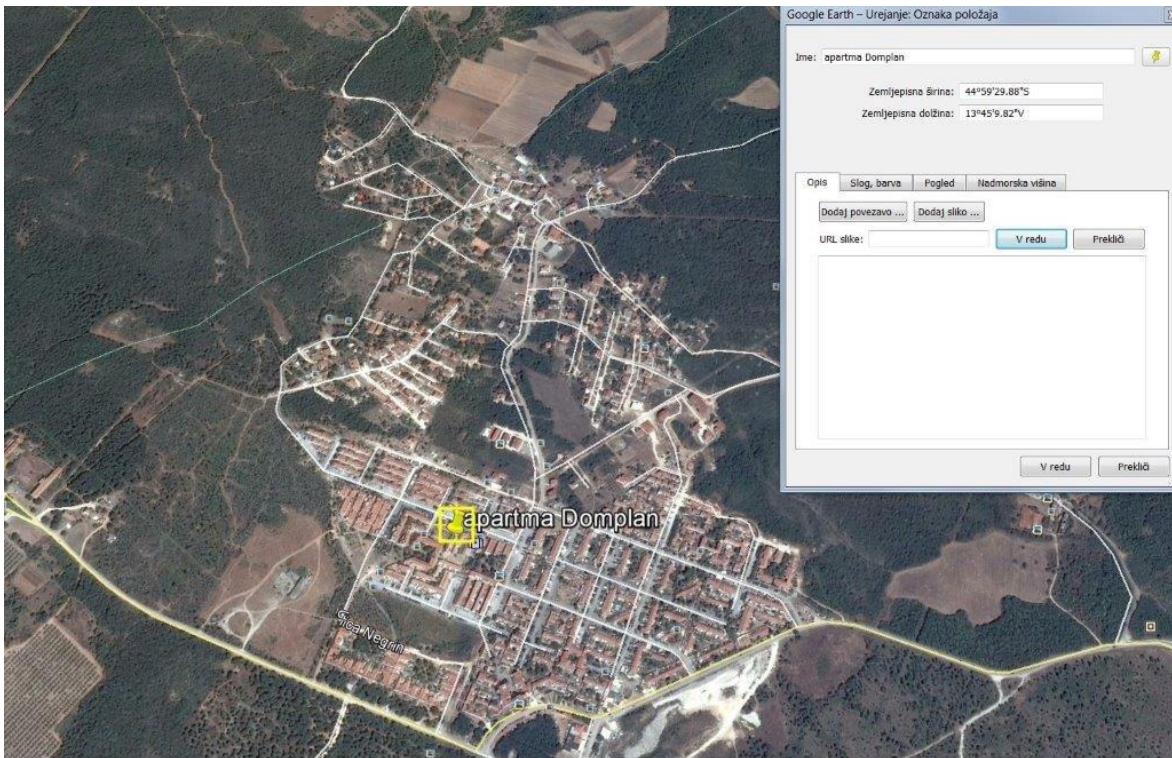 Google Earth – Urejanje: Oznaka položaja
Ime: apartma Domplan
Zemljepisna širina: 44°59'29.88"S
Zemljepisna dolžina: 13°45'9.82"V
Opis Slog, barva Pogled Nadmorska višina
Dodaj povezavo ... Dodaj sliko ...
URL slike: V redu Prekliči
V redu Prekliči
apartma Domplan
Negrin